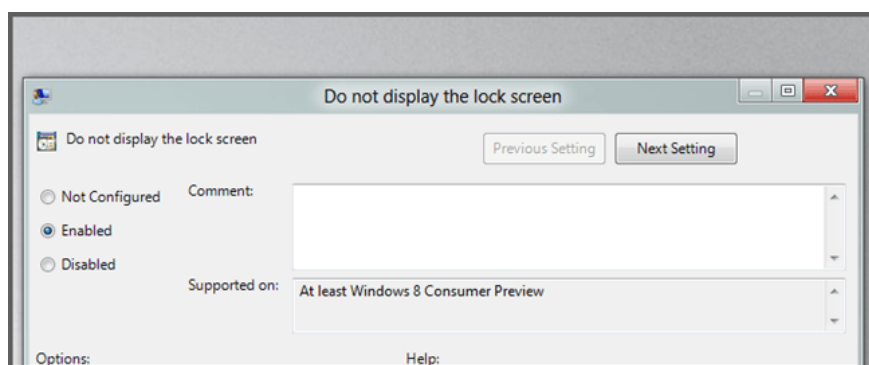 Do not display the lock screen
Do not display the lock screen
Previous Setting
Next Setting
Not Configured
Comment:
Enabled
Disabled
Supported on:
At least Windows 8 Consumer Preview
Options:
Help: